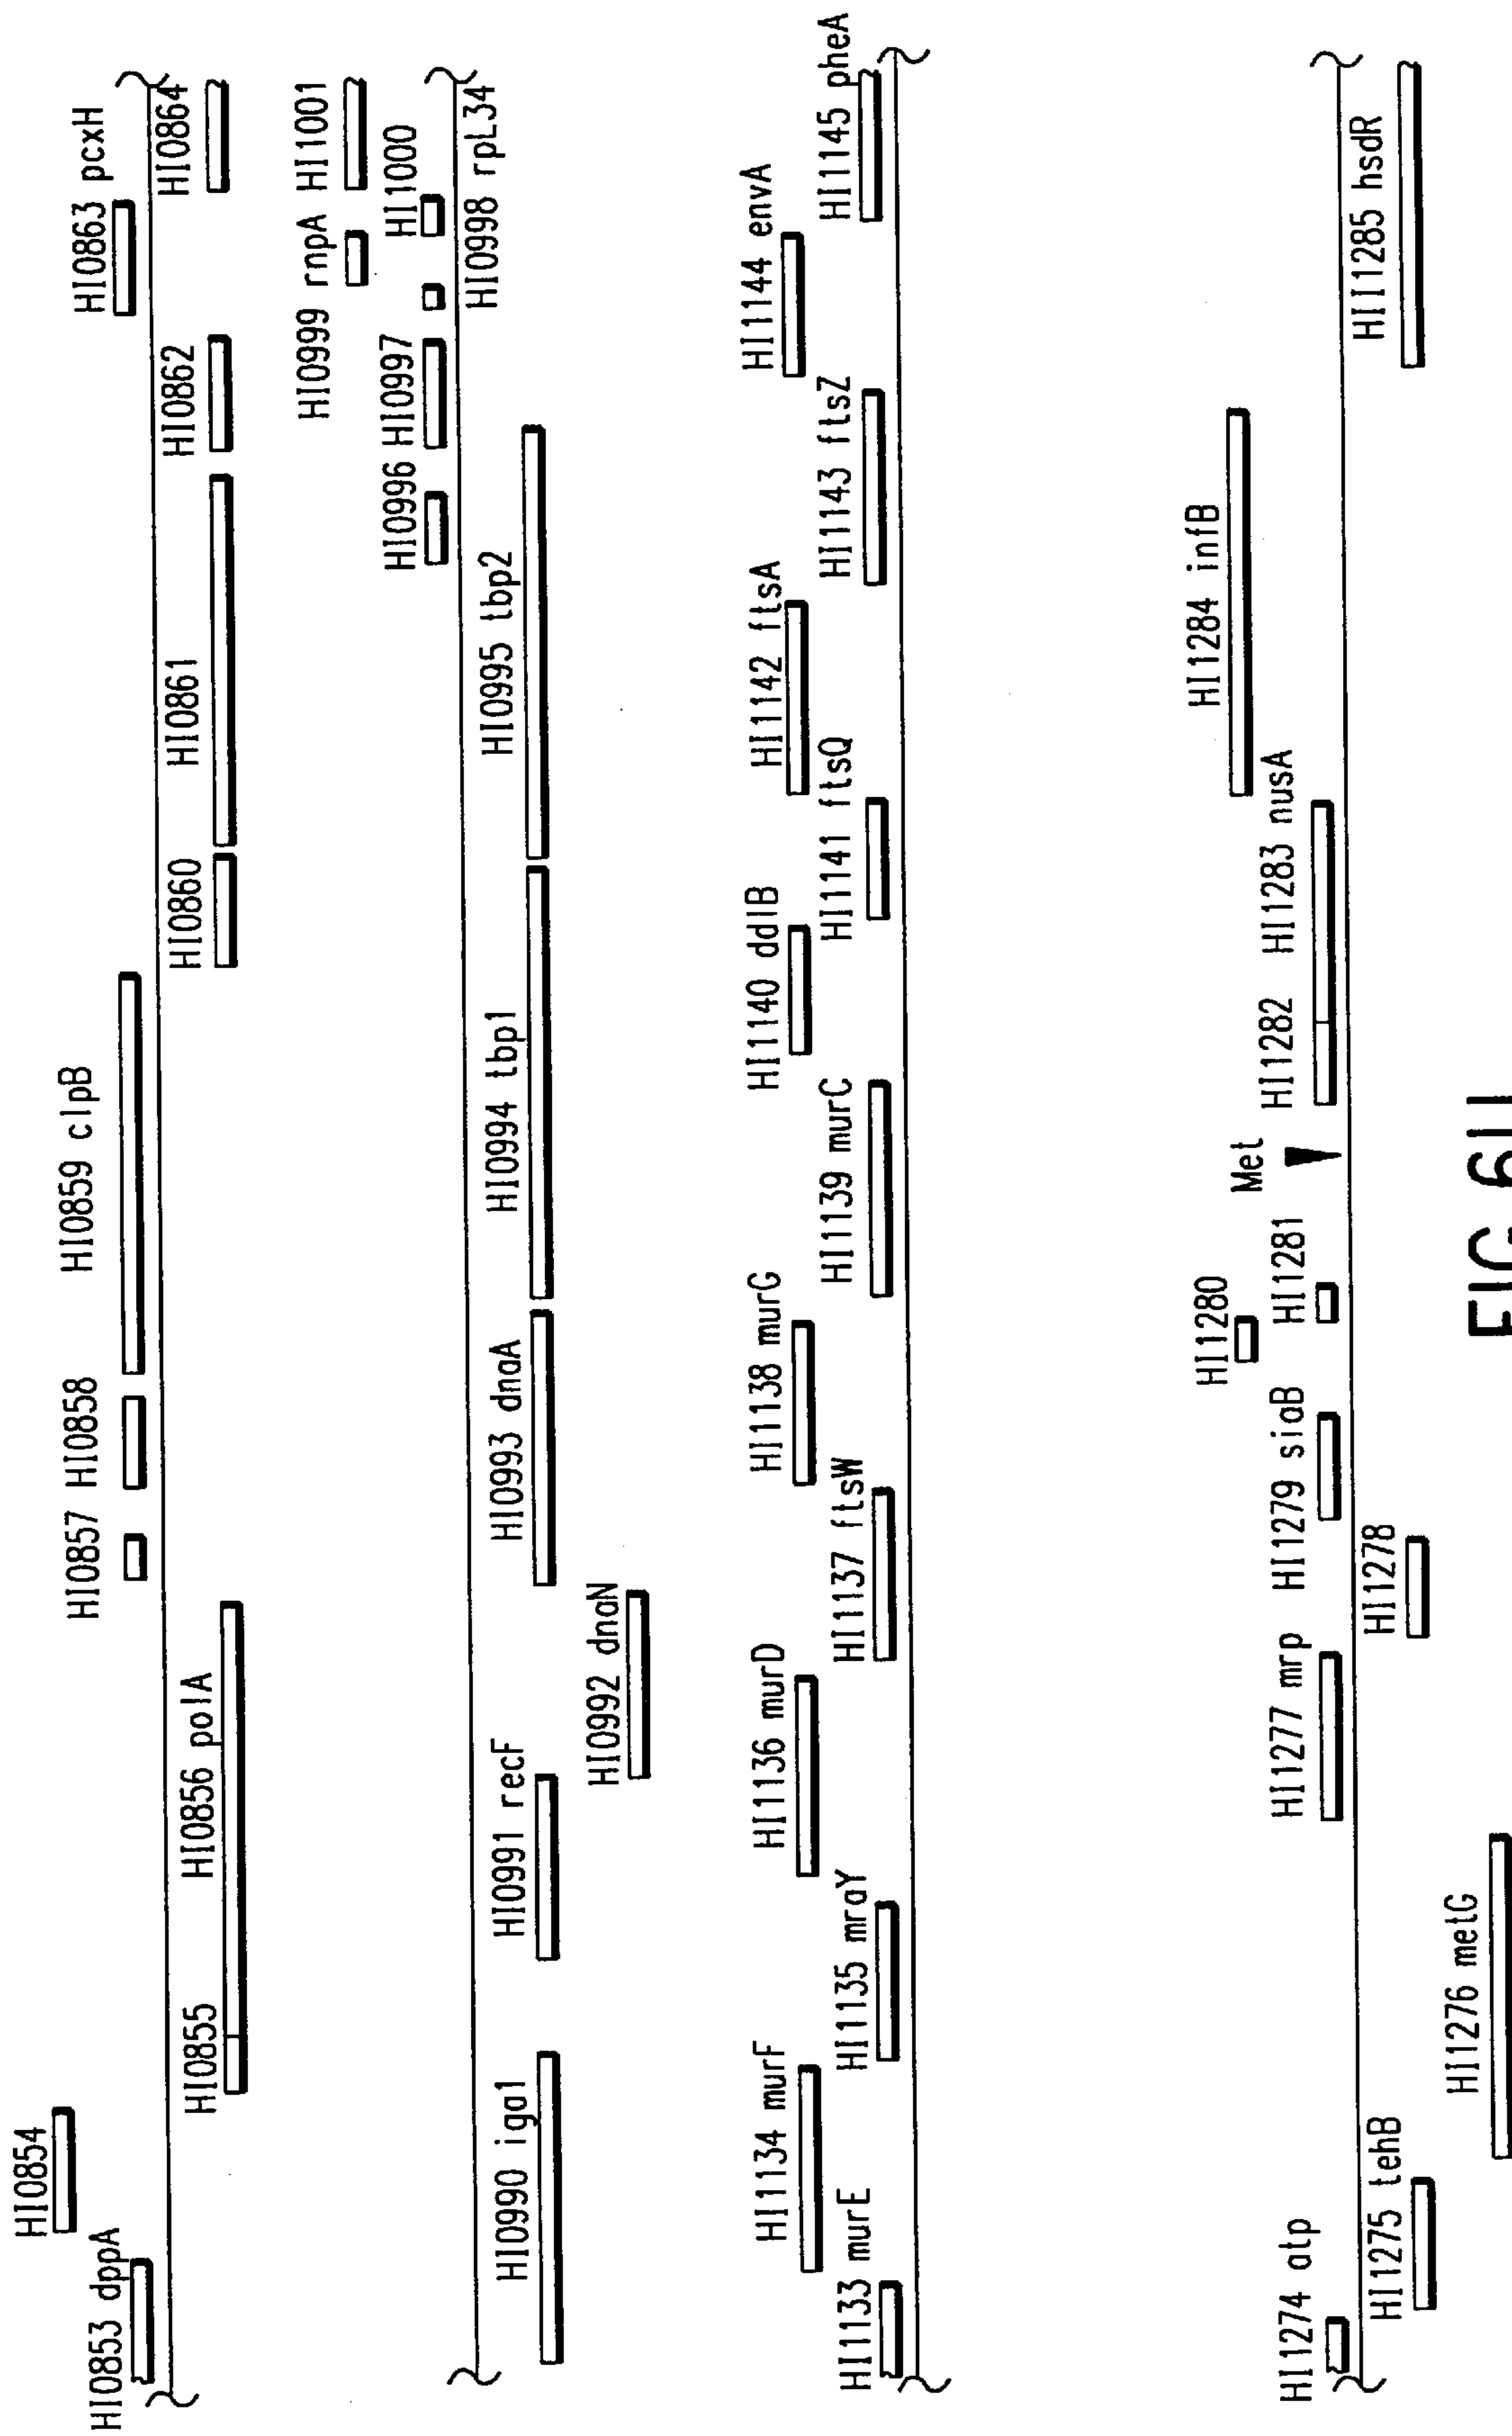 HI0853 dppA
HI0854
HI0855
HI0856 polA
HI0857
HI0858
HI0859 clpB
HI0860
HI0861
HI0862
HI0863 pcxH
HI0864
HI0990 iga1
HI0991 recF
HI0992 dnaN
HI0993 dnaA
HI0994 tbp1
HI0995 tbp2
HI0996
HI0997
HI0998 rpL34
HI0999 rnpA
HI1000
HI1001
HI1133 murE
HI1134 murF
HI1135 mraY
HI1136 murD
HI1137 ftsW
HI1138 murG
HI1139 murC
HI1140 ddlB
HI1141 ftsQ
HI1142 ftsA
HI1143 ftsZ
HI1144 envA
HI1145 pheA
HI1274 atp
HI1275 tehB
HI1276 metG
HI1277 mrp
HI1278
HI1279 siaB
HI1280
HI1281
Met
HI1282
HI1283 nusA
HI1284 infB
HI1285 hsdR